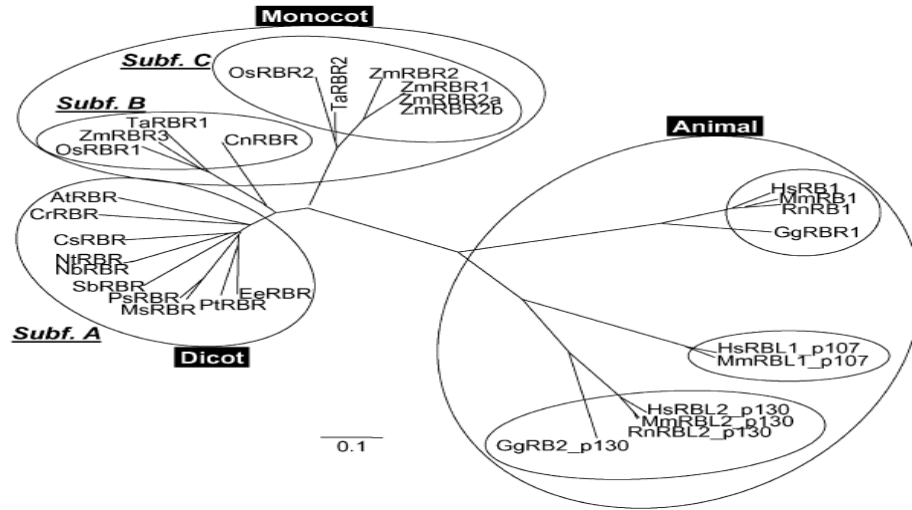 Monocot
Subf. C
OsRBR2
TaRBR2
ZmRBR2
ZmRBR1
ZmRBR2a
ZmRBR2b
Subf. B
TaRBR1
ZmRBR3
OsRBR1
CnRBR
Animal
HsRB1
MmRB1
RnRB1
GgRBR1
AtRBR
CrRBR
CsRBR
NtRBR
NbRBR
SbRBR
PsRBR
MsRBR
PtRBR
EeRBR
Subf. A
Dicot
HsRBL1_p107
MmRBL1_p107
HsRBL2_p130
MmRBL2_p130
RnRBL2_p130
GgRB2_p130
0.1